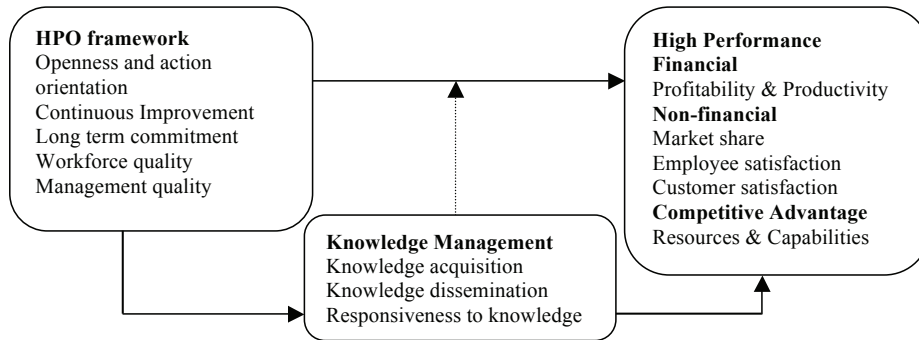 HPO framework
Openness and action
orientation
Continuous Improvement
Long term commitment
Workforce quality
Management quality
High Performance
Financial
Profitability & Productivity
Non-financial
Market share
Employee satisfaction
Customer satisfaction
Competitive Advantage
Resources & Capabilities
Knowledge Management
Knowledge acquisition
Knowledge dissemination
Responsiveness to knowledge